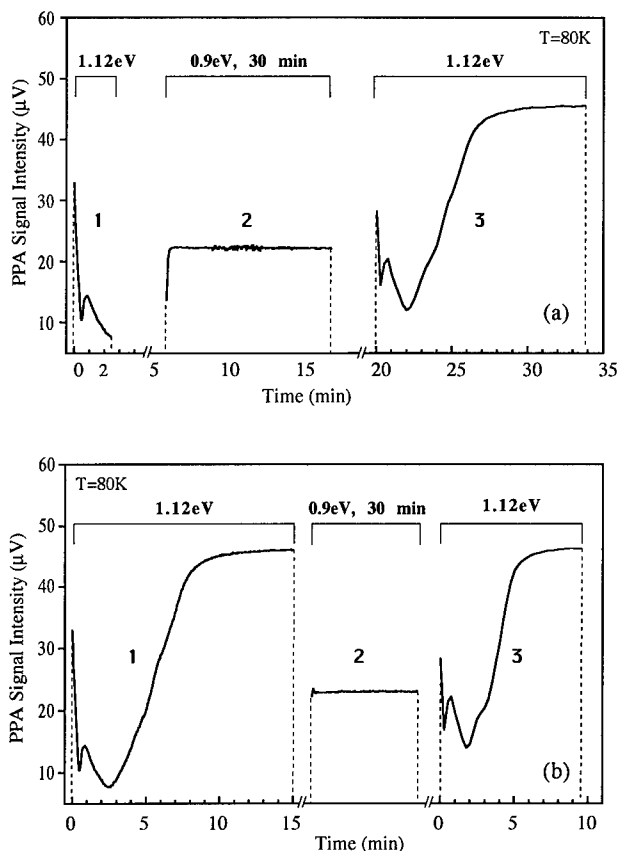 60
T=80K
1.12eV
0.9eV, 30 min
1.12eV
50
40
30
20
10
PPA Signal Intensity (µV)
1
2
3
(a)
0 2 5 10 15 20 25 30 35
Time (min)
60
T=80K
1.12eV
0.9eV, 30 min
1.12eV
50
40
30
20
10
PPA Signal Intensity (µV)
1
2
3
(b)
0 5 10 15 0 5 10
Time (min)